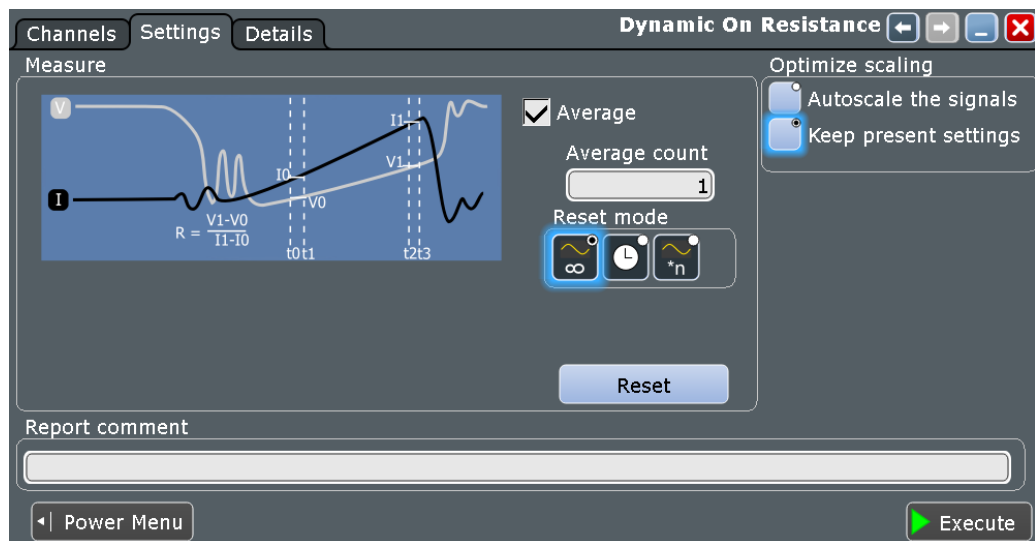 Channels Settings Details Dynamic On Resistance
Measure
Optimize scaling
V
I1
V1
I0
V0
I
R = V1-V0
I1-I0
t0 t1 t2 t3
Average
Average count
1
Reset mode
∞
*n
Reset
Autoscale the signals
Keep present settings
Report comment
Power Menu
Execute